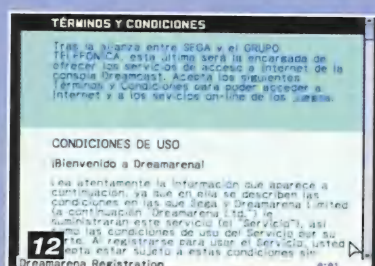 TÉRMINOS Y CONDICIONES
Tras la alianza entre SEGA y el GRUPO
TELEFONICA, esta última será la encargada de
ofrecer los servicios de acceso a Internet de la
consola Dreamcast. Acepta los siguientes
Términos y Condiciones para poder acceder a
Internet y a los sevicios on-line de los juegos.
CONDICIONES DE USO
¡Bienvenido a Dreamarena!
Lea atentamente la información que aparece a
continuación, ya que en ella se describen las
condiciones en las que Sega y Dreamarena Limited
(a continuación "Dreamarena Ltd.") le
suministrarán este servicio (el "Servicio"), así
como las condiciones de uso del Servicio por su
parte. A registrarse para usar el Servicio, usted
acepta estar sujeto a estas condiciones sin
12
Dreamarena Registration